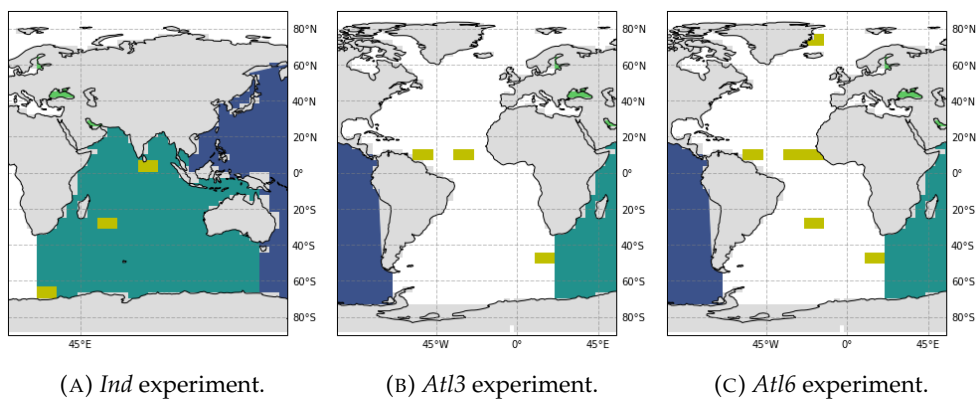 80°N 80°N 80°N
60°N 60°N 60°N
40°N 40°N 40°N
20°N 20°N 20°N
0° 0° 0°
20°S 20°S 20°S
40°S 40°S 40°S
60°S 60°S 60°S
80°S 80°S 80°S
45°E 45°W 0° 45°W 0° 45°E
(A) Ind experiment. (B) Atl3 experiment. (C) Atl6 experiment.